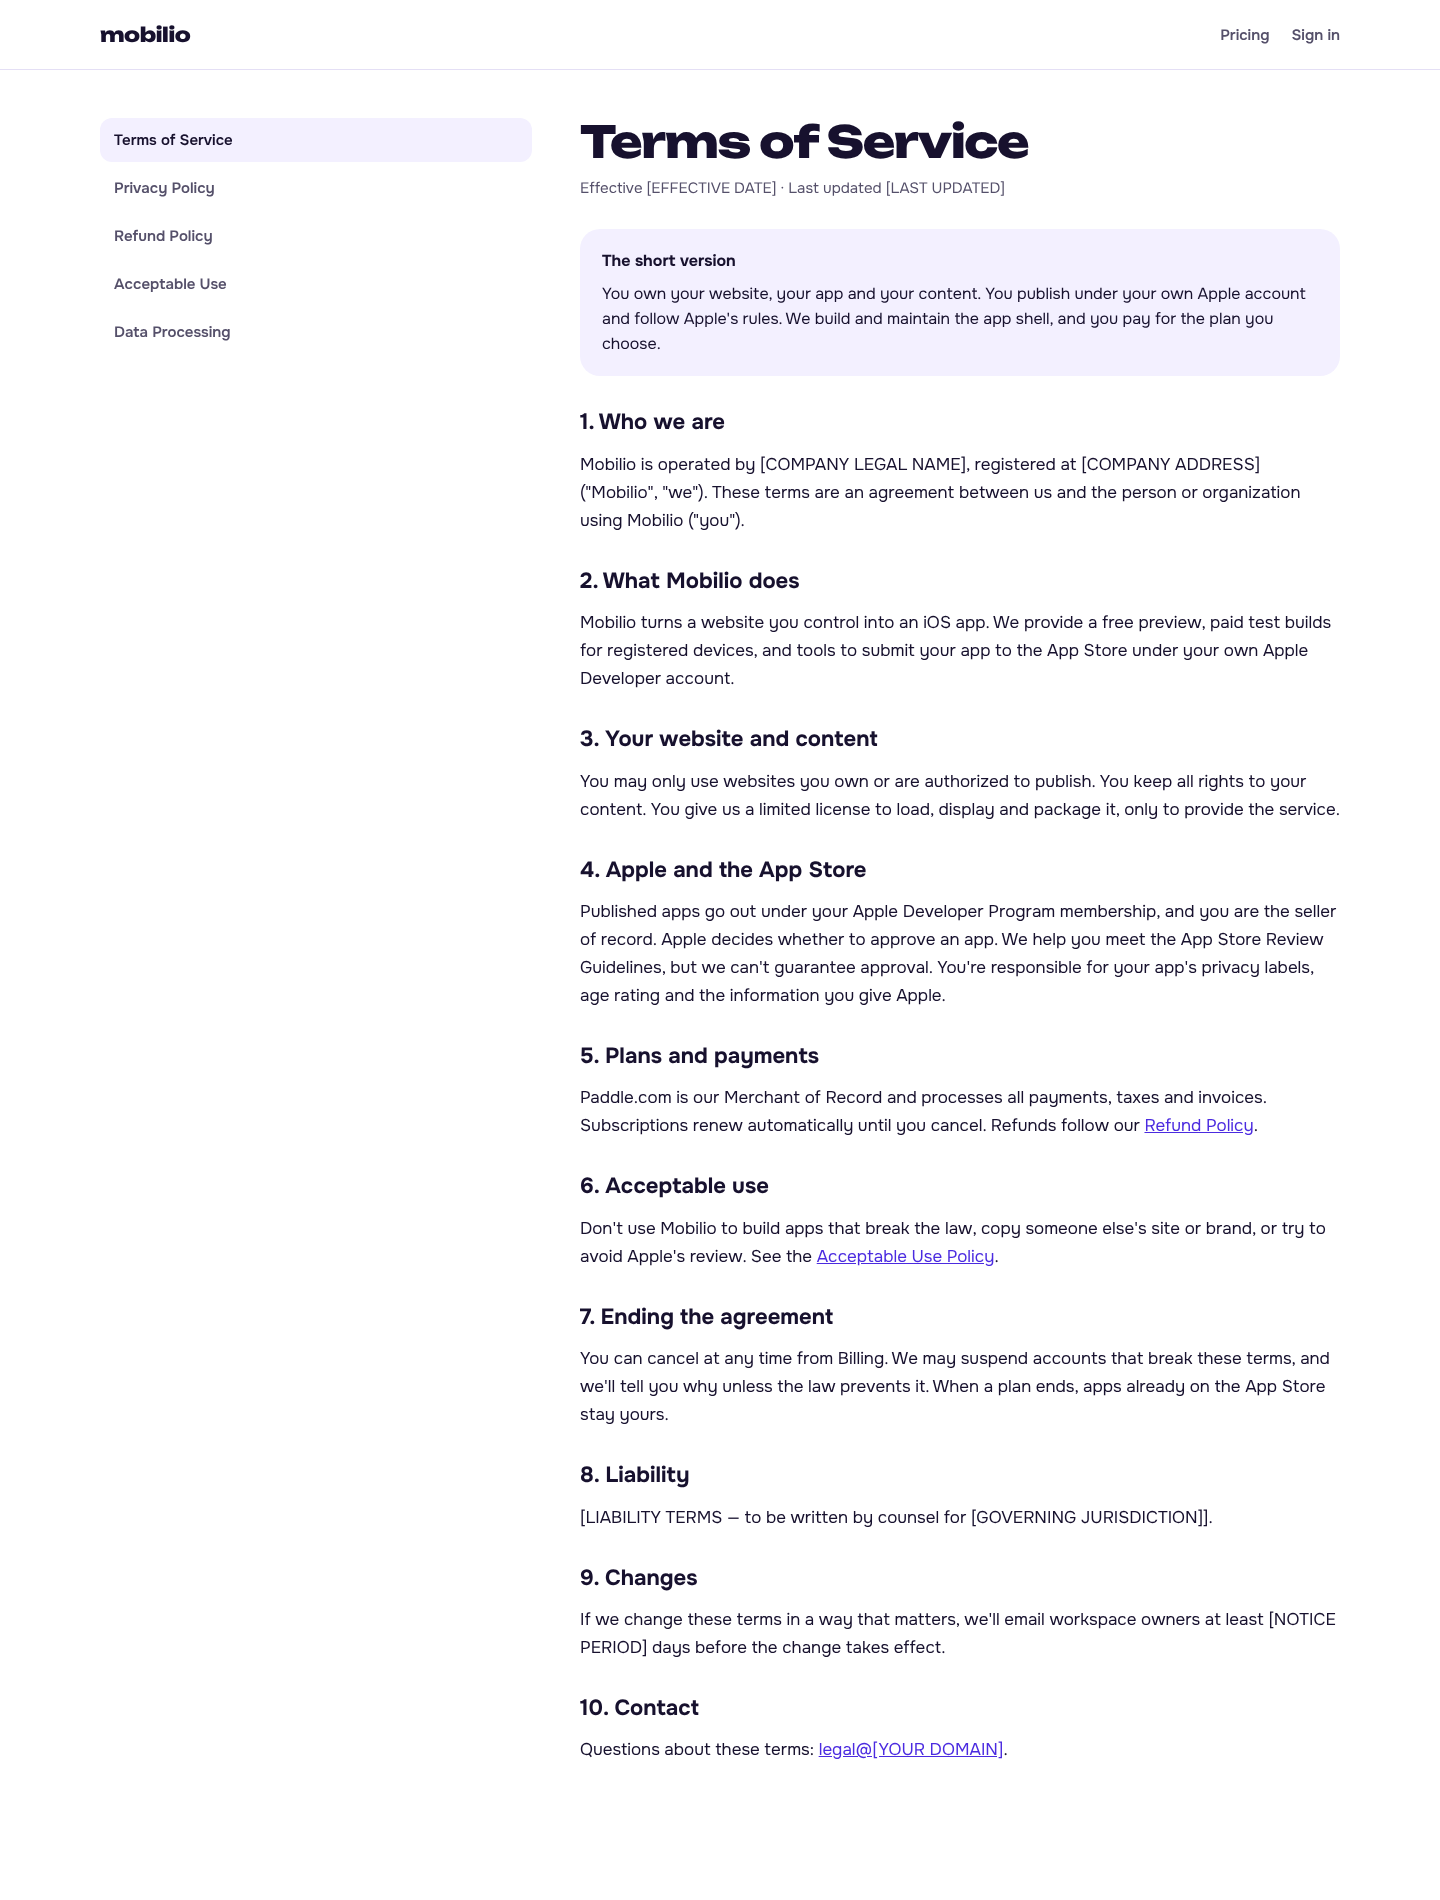 mobilio
Pricing
Sign in
Terms of Service
Privacy Policy
Refund Policy
Acceptable Use
Data Processing
Terms of Service
Effective [EFFECTIVE DATE] · Last updated [LAST UPDATED]
The short version
You own your website, your app and your content. You publish under your own Apple account
and follow Apple's rules. We build and maintain the app shell, and you pay for the plan you
choose.
1. Who we are
Mobilio is operated by [COMPANY LEGAL NAME], registered at [COMPANY ADDRESS]
("Mobilio", "we"). These terms are an agreement between us and the person or organization
using Mobilio ("you").
2. What Mobilio does
Mobilio turns a website you control into an iOS app. We provide a free preview, paid test builds
for registered devices, and tools to submit your app to the App Store under your own Apple
Developer account.
3. Your website and content
You may only use websites you own or are authorized to publish. You keep all rights to your
content. You give us a limited license to load, display and package it, only to provide the service.
4. Apple and the App Store
Published apps go out under your Apple Developer Program membership, and you are the seller
of record. Apple decides whether to approve an app. We help you meet the App Store Review
Guidelines, but we can't guarantee approval. You're responsible for your app's privacy labels,
age rating and the information you give Apple.
5. Plans and payments
Paddle.com is our Merchant of Record and processes all payments, taxes and invoices.
Subscriptions renew automatically until you cancel. Refunds follow our Refund Policy.
6. Acceptable use
Don't use Mobilio to build apps that break the law, copy someone else's site or brand, or try to
avoid Apple's review. See the Acceptable Use Policy.
7. Ending the agreement
You can cancel at any time from Billing. We may suspend accounts that break these terms, and
we'll tell you why unless the law prevents it. When a plan ends, apps already on the App Store
stay yours.
8. Liability
[LIABILITY TERMS — to be written by counsel for [GOVERNING JURISDICTION]].
9. Changes
If we change these terms in a way that matters, we'll email workspace owners at least [NOTICE
PERIOD] days before the change takes effect.
10. Contact
Questions about these terms: legal@[YOUR DOMAIN].